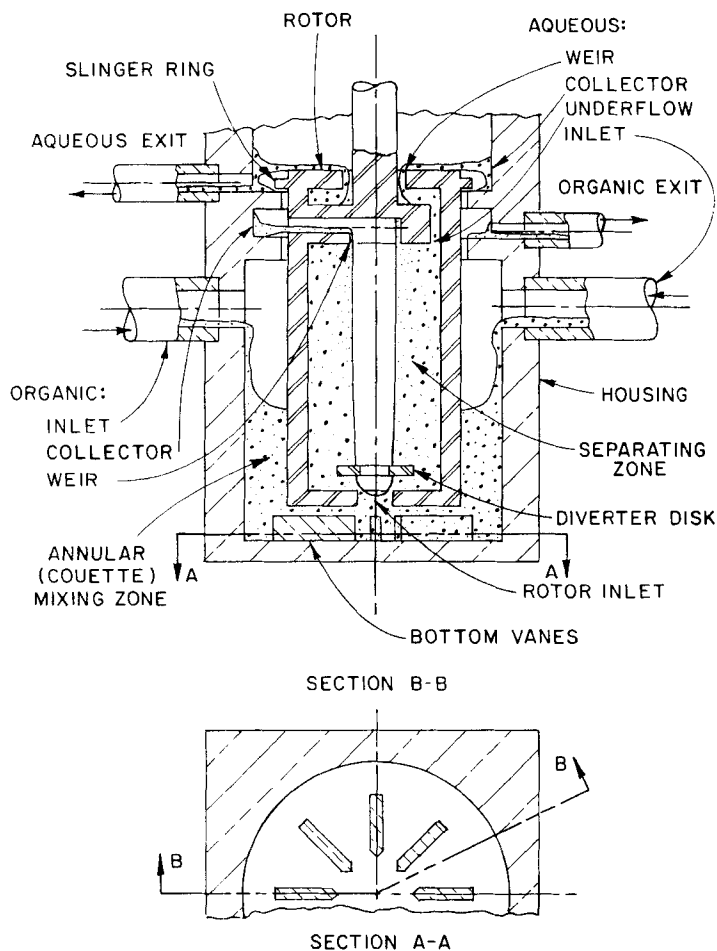 ROTOR
SLINGER RING
AQUEOUS EXIT
AQUEOUS:
WEIR
COLLECTOR
UNDERFLOW
INLET
ORGANIC EXIT
ORGANIC:
INLET
COLLECTOR
WEIR
HOUSING
SEPARATING
ZONE
DIVERTER DISK
ANNULAR
(COUETTE)
MIXING ZONE
A
A
ROTOR INLET
BOTTOM VANES
SECTION B-B
B
B
SECTION A-A